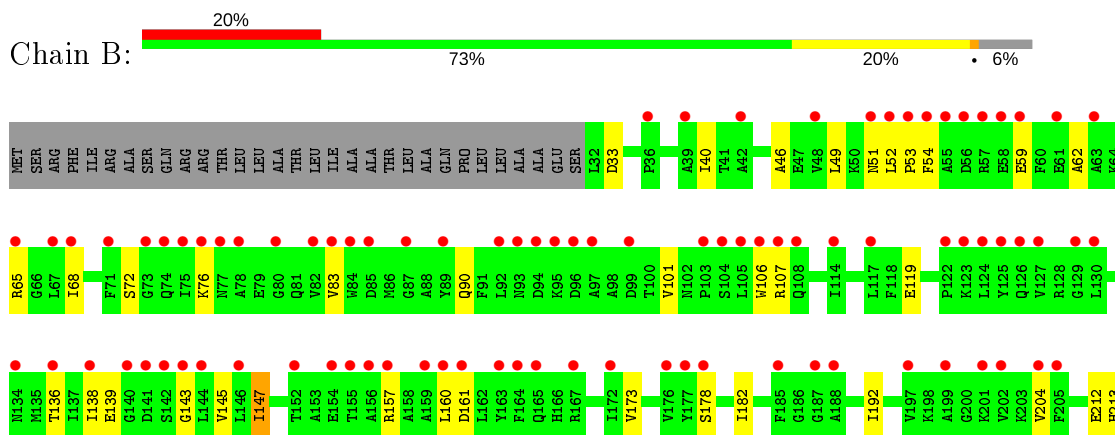 20%
Chain B:
73% 20% • 6%
MET SER ARG PHE ILE ARG ALA SER GLN ARG ARG THR LEU LEU ALA THR LEU ILE ALA ALA THR LEU ALA GLN PRO LEU LEU ALA ALA GLU SER L32 D33 P36 A39 I40 T41 A42 A46 E47 V48 L49 K50 N51 L52 P53 F54 A55 D56 R57 E58 E59 F60 E61 A62 A63 K64
R65 G66 L67 I68 F71 S72 G73 Q74 I75 K76 N77 A78 E79 G80 Q81 V82 V83 W84 D85 M86 G87 A88 Y89 Q90 F91 L92 N93 D94 K95 D96 A97 A98 D99 T100 V101 N102 P103 S104 L105 W106 R107 Q108 I114 L117 F118 E119 P122 K123 L124 Y125 Q126 V127 R128 G129 L130
N134 M135 T136 I137 I138 E139 G140 D141 S142 G143 L144 V145 L146 I147 T152 A153 E154 T155 A156 R157 A158 A159 L160 D161 L162 Y163 F164 Q165 H166 R167 I172 V173 V176 Y177 S178 I182 F185 G186 G187 A188 I192 V197 K198 A199 G200 K201 V202 K203 V204 F205 E212